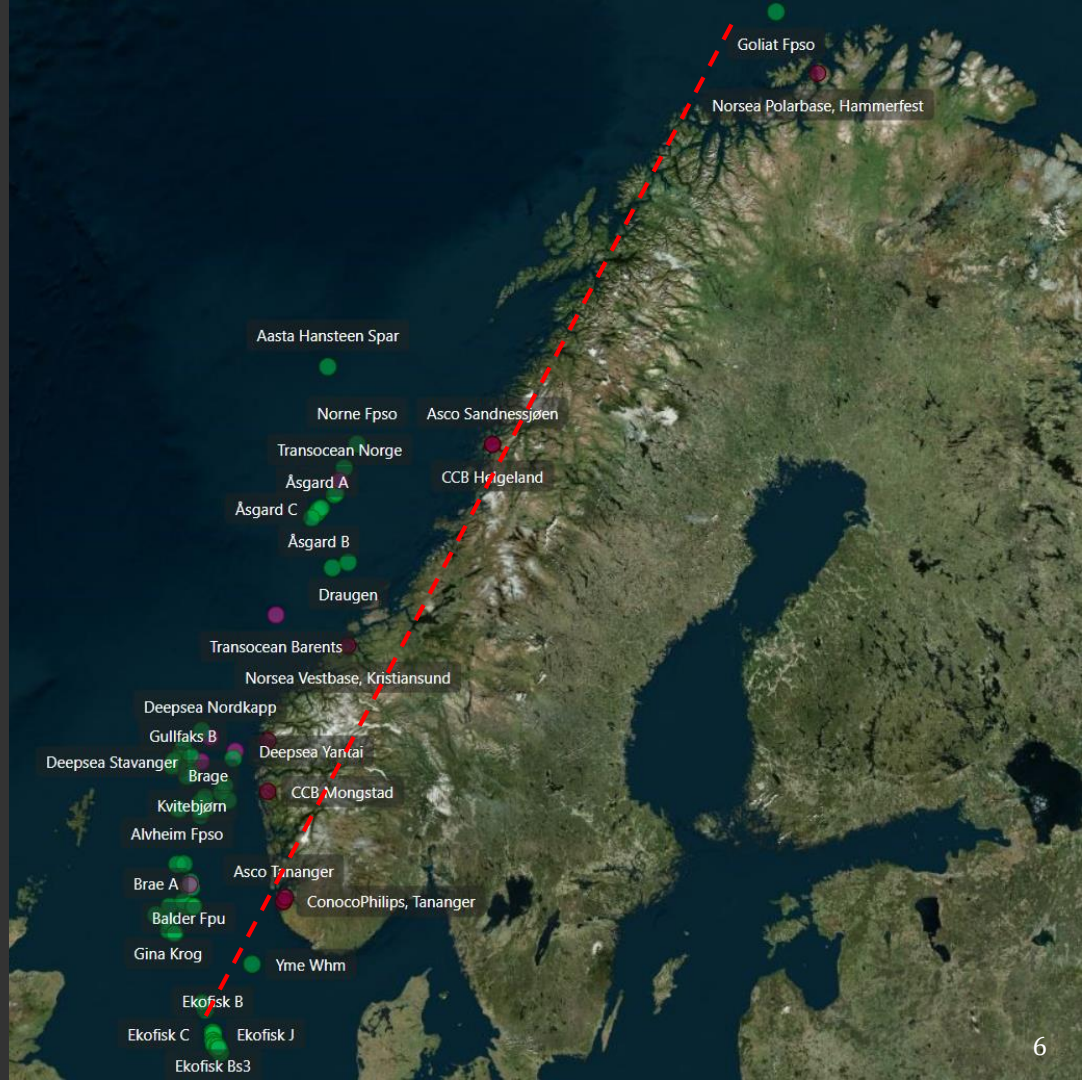 Goliat Fpso
Norsea Polarbase, Hammerfest
Aasta Hansteen Spar
Norne Fpso
Asco Sandnessjøen
Transocean Norge
CCB Helgeland
Åsgard A
Åsgard C
Åsgard B
Draugen
Transocean Barents
Norsea Vestbase, Kristiansund
Deepsea Nordkapp
Gullfaks B
Deepsea Yantai
Deepsea Stavanger
Brage
CCB Mongstad
Kvitebjørn
Alvheim Fpso
Asco Tananger
Brae A
ConocoPhilips, Tananger
Balder Fpu
Gina Krog
Yme Whm
Ekofisk B
Ekofisk C
Ekofisk J
Ekofisk Bs3
6